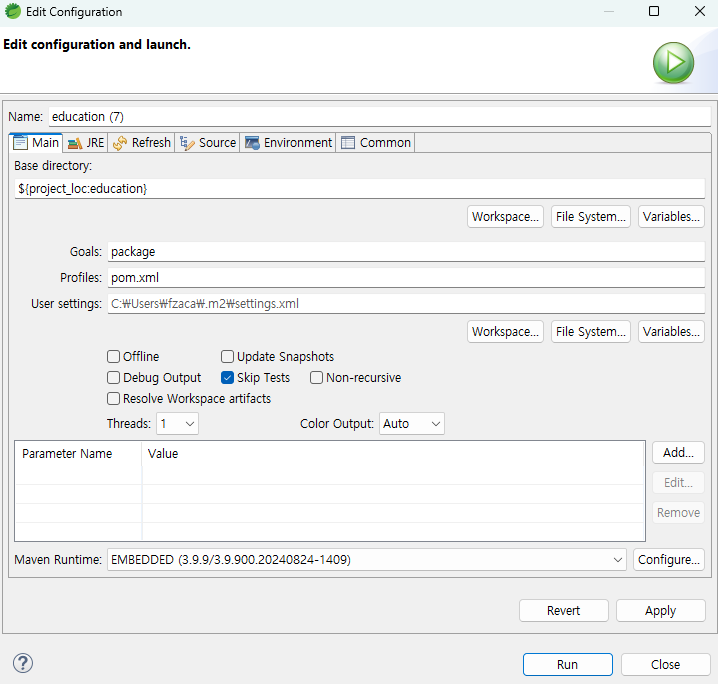 Edit Configuration
Edit configuration and launch.
Name: education (7)
Main JRE Refresh Source Environment Common
Base directory:
${project_loc:education}
Workspace... File System... Variables...
Goals: package
Profiles: pom.xml
User settings: C:₩Users₩fzaca₩.m2₩settings.xml
Workspace... File System... Variables...
Offline Update Snapshots
Debug Output Skip Tests Non-recursive
Resolve Workspace artifacts
Threads: 1 Color Output: Auto
Parameter Name Value Add...
Edit...
Remove
Maven Runtime: EMBEDDED (3.9.9/3.9.900.20240824-1409) Configure...
Revert Apply
? Run Close